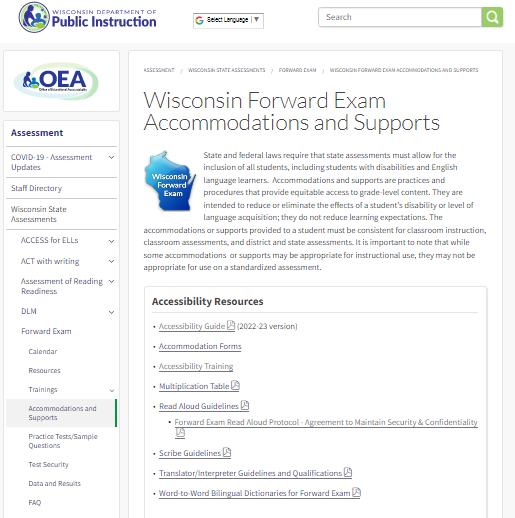 WISCONSIN DEPARTMENT OF
Public Instruction
Select Language ▼
Search
OEA
Office of Educational Accountability
Assessment
COVID-19 - Assessment
Updates
Staff Directory
Wisconsin State
Assessments
ACCESS for ELLs
ACT with writing
Assessment of Reading
Readiness
DLM
Forward Exam
Calendar
Resources
Trainings
Accommodations and
Supports
Practice Tests/Sample
Questions
Test Security
Data and Results
FAQ
ASSESSMENT / WISCONSIN STATE ASSESSMENTS / FORWARD EXAM / WISCONSIN FORWARD EXAM ACCOMMODATIONS AND SUPPORTS
Wisconsin Forward Exam
Accommodations and Supports
Wisconsin
Forward
Exam
State and federal laws require that state assessments must allow for the
inclusion of all students, including students with disabilities and English
language learners. Accommodations and supports are practices and
procedures that provide equitable access to grade-level content. They are
intended to reduce or eliminate the effects of a student's disability or level of
language acquisition; they do not reduce learning expectations. The
accommodations or supports provided to a student must be consistent for classroom instruction,
classroom assessments, and district and state assessments. It is important to note that while
some accommodations or supports may be appropriate for instructional use, they may not be
appropriate for use on a standardized assessment.
Accessibility Resources
• Accessibility Guide (2022-23 version)
• Accommodation Forms
• Accessibility Training
• Multiplication Table
• Read Aloud Guidelines
• Forward Exam Read Aloud Protocol - Agreement to Maintain Security & Confidentiality
• Scribe Guidelines
• Translator/Interpreter Guidelines and Qualifications
• Word-to-Word Bilingual Dictionaries for Forward Exam